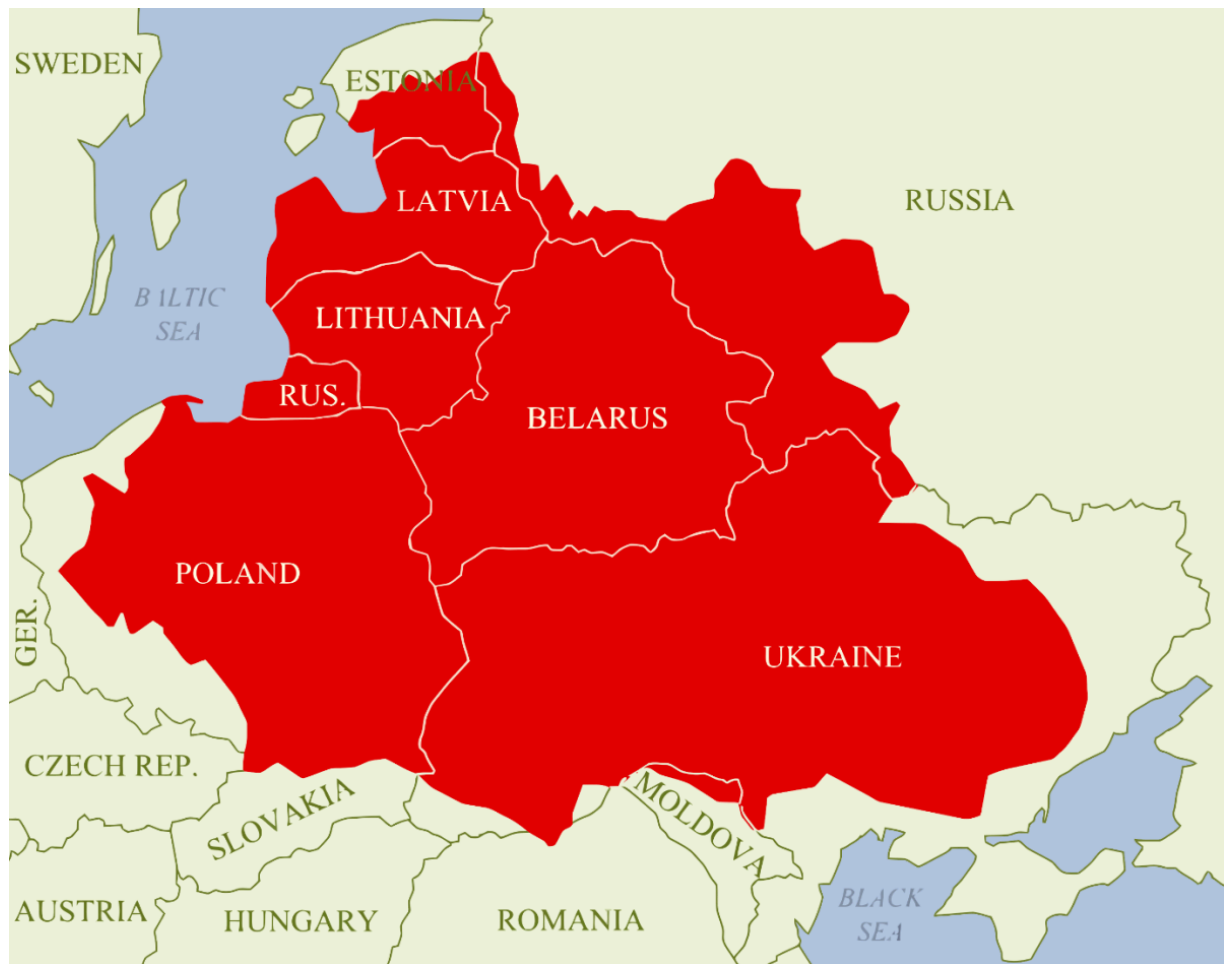 SWEDEN
ESTONIA
RUSSIA
LATVIA
BALTIC
SEA
LITHUANIA
RUS.
BELARUS
POLAND
GER.
UKRAINE
CZECH REP.
SLOVAKIA
MOLDOVA
AUSTRIA
HUNGARY
ROMANIA
BLACK
SEA